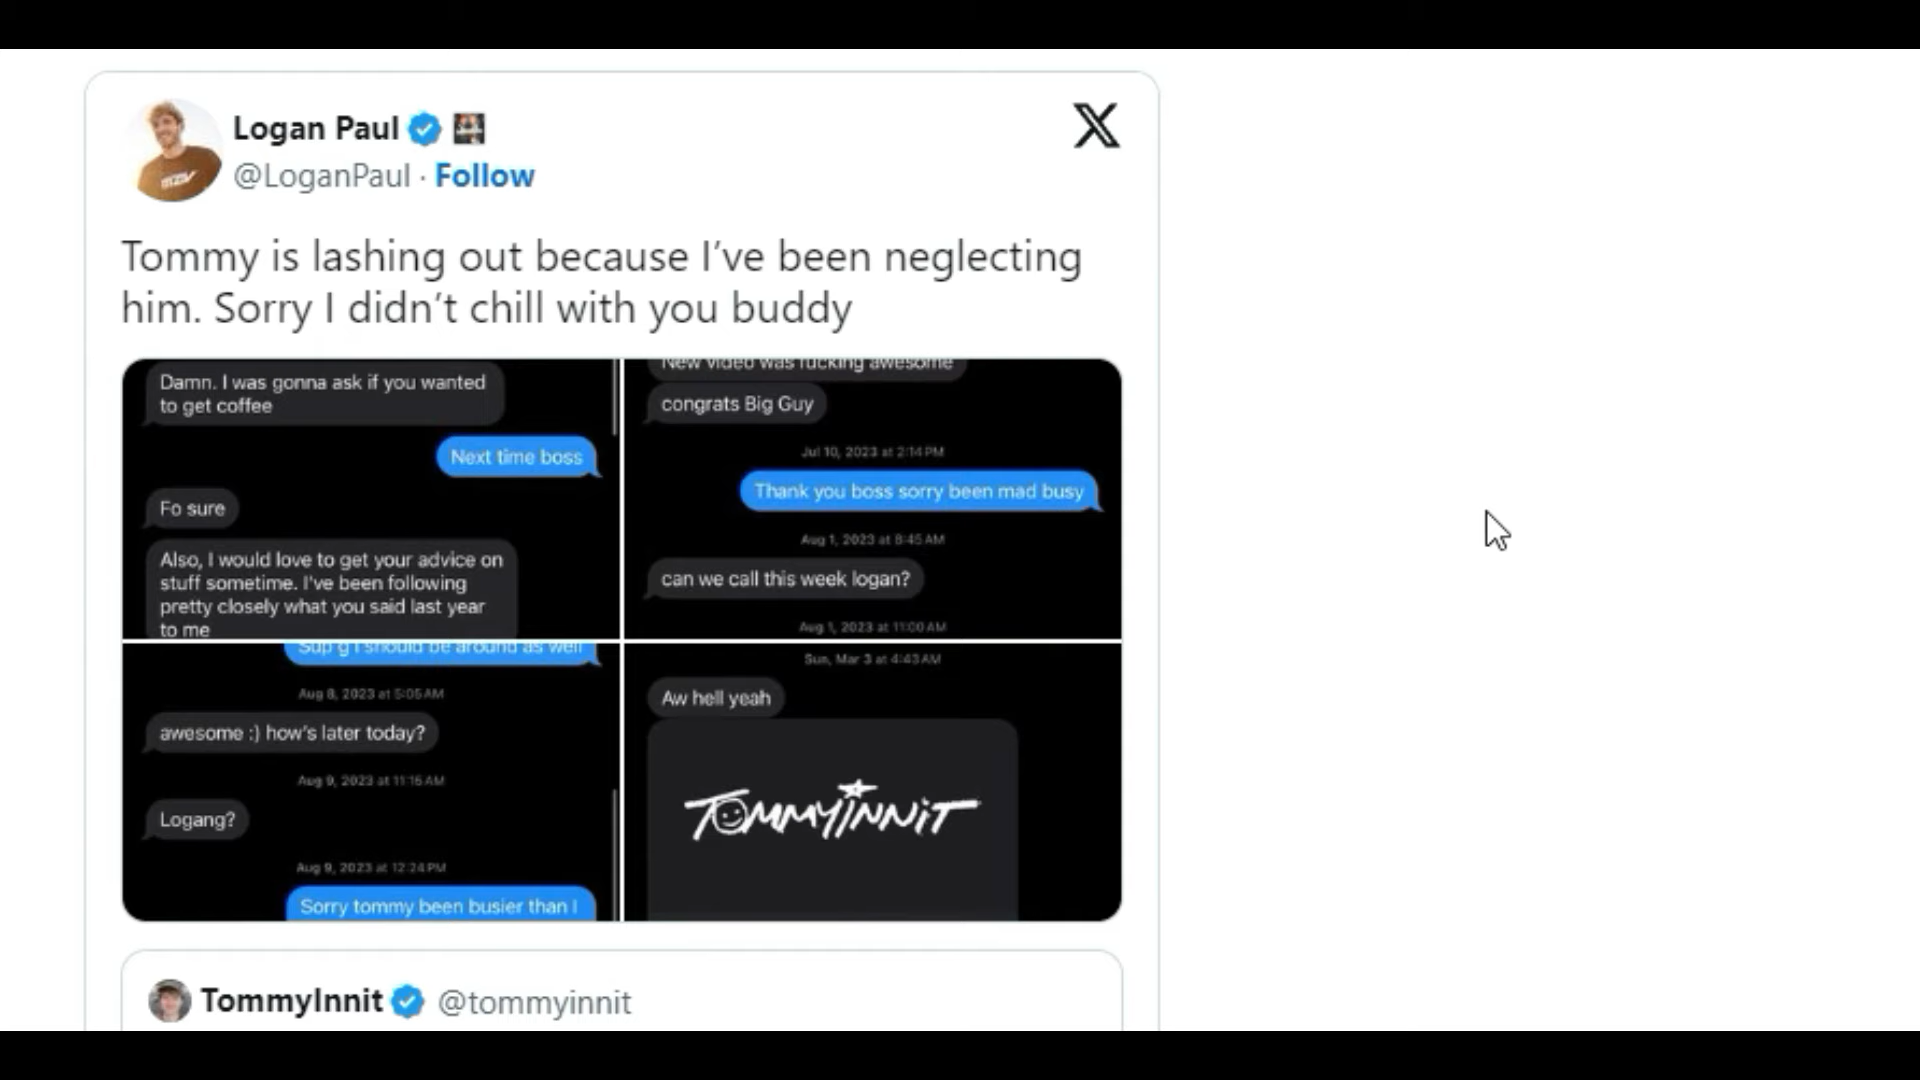 Logan Paul
@LoganPaul · Follow
Tommy is lashing out because I've been neglecting
him. Sorry I didn't chill with you buddy
Damn. I was gonna ask if you wanted
to get coffee
Next time boss
Fo sure
Also, I would love to get your advice on
stuff sometime. I've been following
pretty closely what you said last year
to me
New video was fucking awesome
congrats Big Guy
Jul 10, 2023 at 2:14 PM
Thank you boss sorry been mad busy
Aug 1, 2023 at 8:45 AM
can we call this week logan?
Aug 1, 2023 at 11:00 AM
Sup g I should be around as well
Aug 8, 2023 at 5:05 AM
awesome :) how's later today?
Aug 9, 2023 at 11:15 AM
Logang?
Aug 9, 2023 at 12:24 PM
Sorry tommy been busier than I
Sun, Mar 3 at 4:43 AM
Aw hell yeah
TOMMYINNIT
TommyInnit @tommyinnit